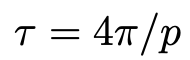 τ = 4π/p